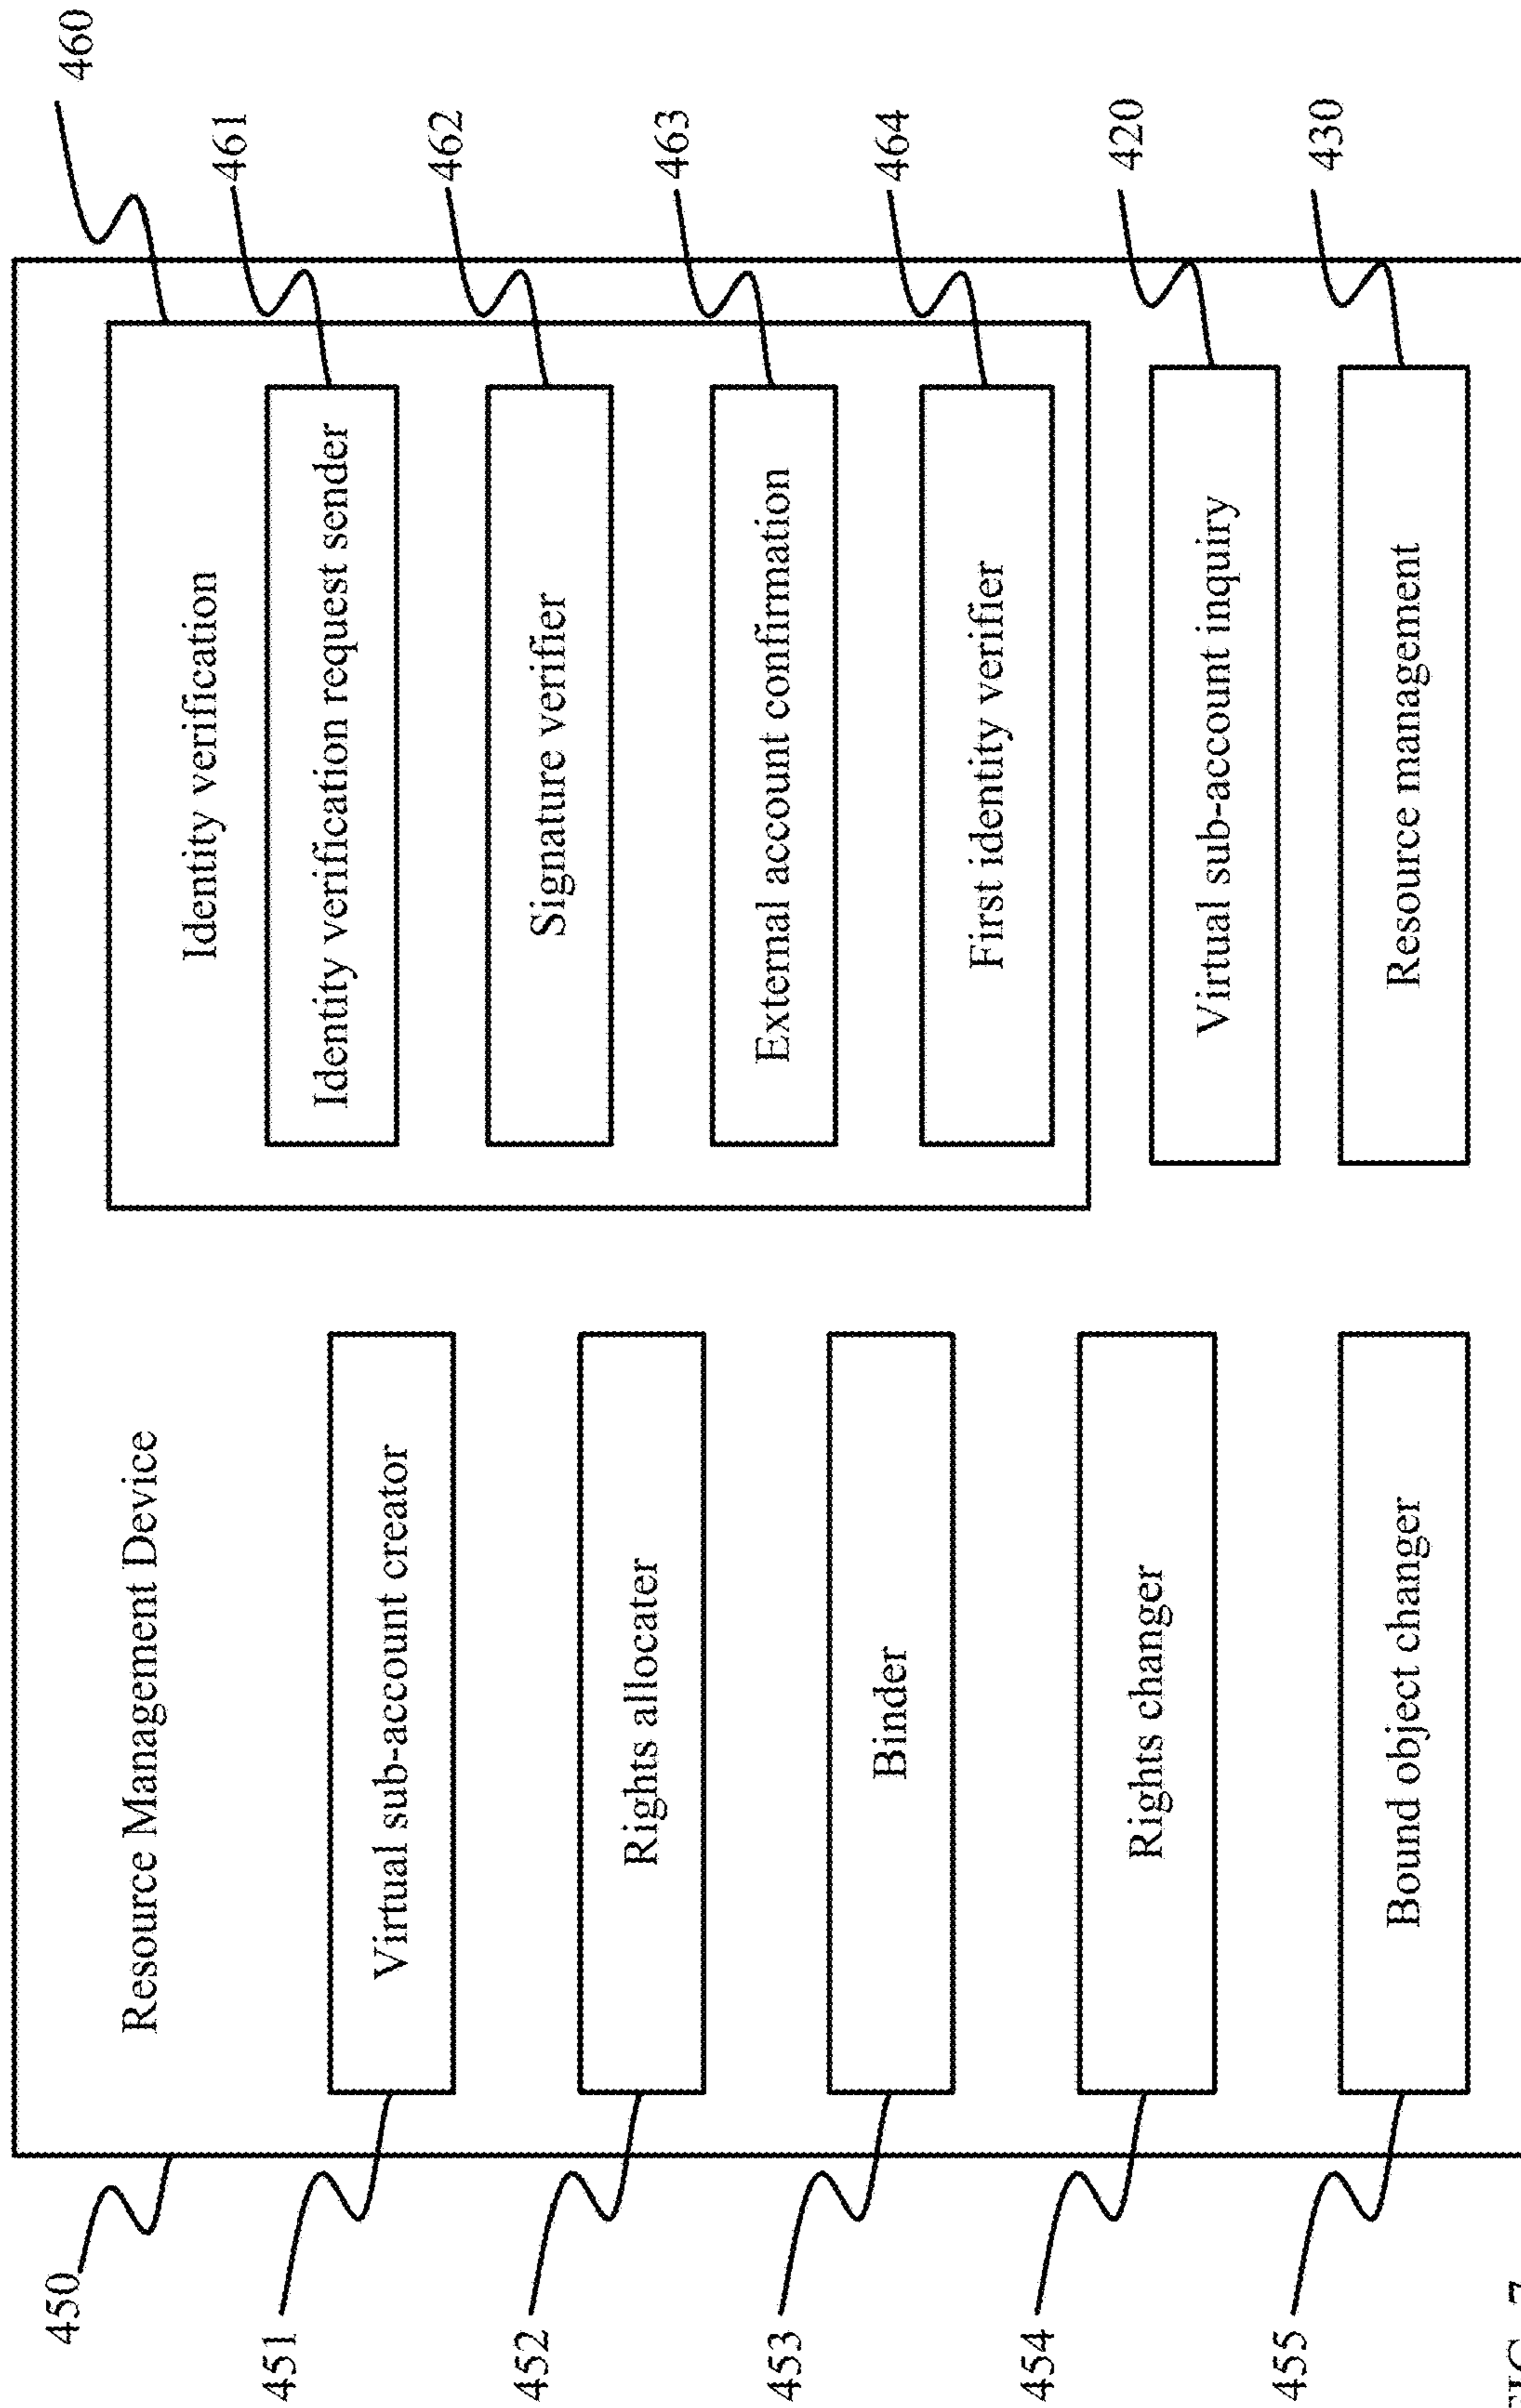 450
Resource Management Device
451
Virtual sub-account creator
452
Rights allocater
453
Binder
454
Rights changer
455
Bound object changer
460
Identity verification
461
Identity verification request sender
462
Signature verifier
463
External account confirmation
464
First identity verifier
420
Virtual sub-account inquiry
430
Resource management
FIG. 7